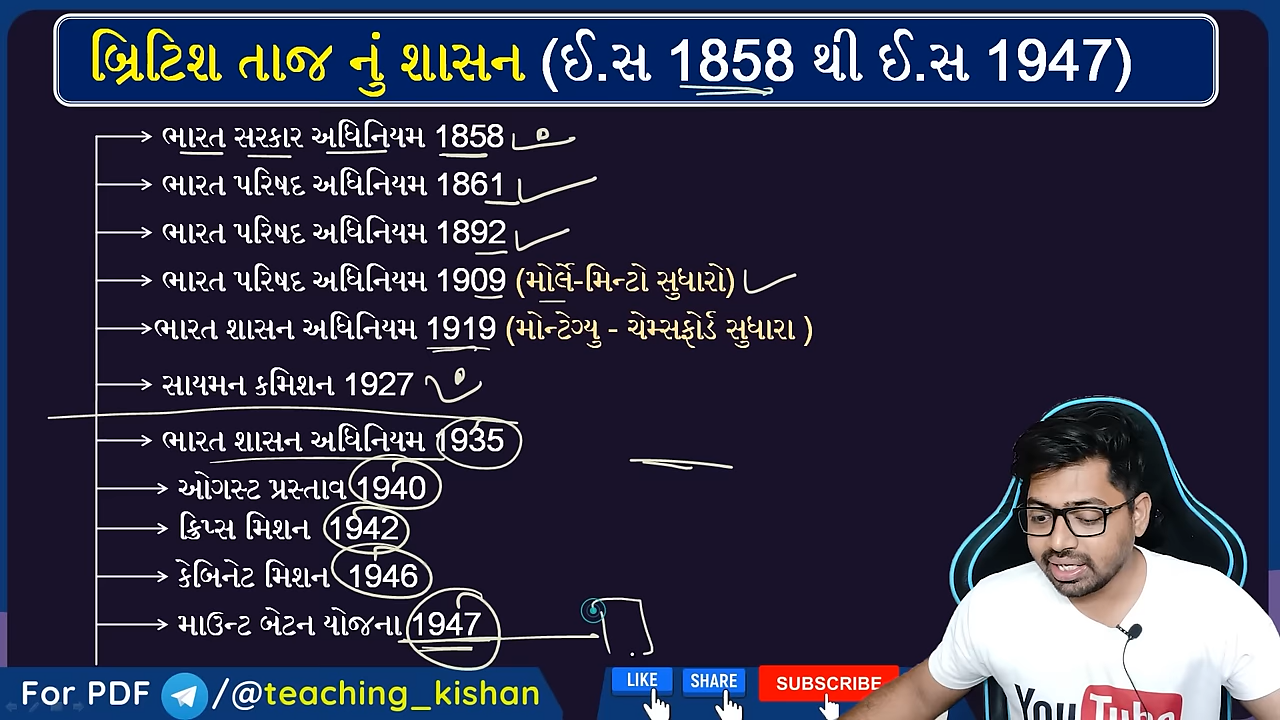 બ્રિટિશ તાજ નું શાસન (ઈ.સ 1858 થી ઈ.સ 1947)
ભારત સરકાર અધિનિયમ 1858
ભારત પરિષદ અધિનિયમ 1861
ભારત પરિષદ અધિનિયમ 1892
ભારત પરિષદ અધિનિયમ 1909 (મોર્લે-મિન્ટો સુધારો)
ભારત શાસન અધિનિયમ 1919 (મોન્ટેગ્યુ - ચેમ્સફોર્ડ સુધારા )
સાયમન કમિશન 1927
ભારત શાસન અધિનિયમ 1935
ઓગસ્ટ પ્રસ્તાવ 1940
ક્રિપ્સ મિશન 1942
કેબિનેટ મિશન 1946
માઉન્ટ બેટન યોજના 1947
For PDF /@teaching_kishan
LIKE SHARE SUBSCRIBE
You Tube